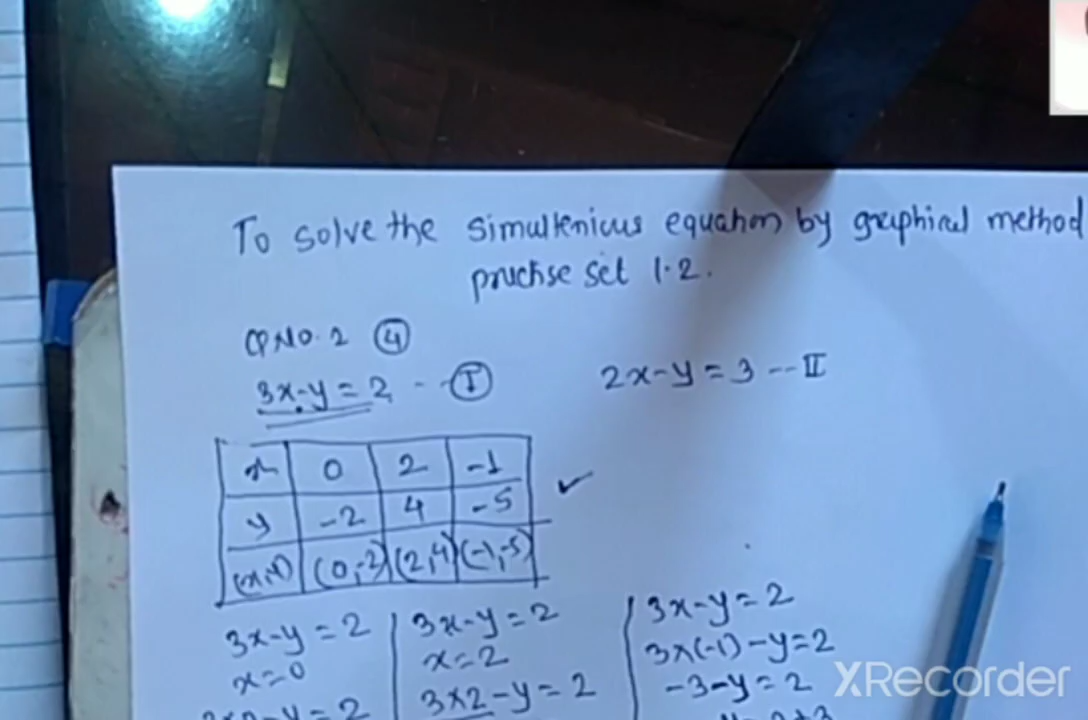 To solve the simultenious equation by graphical method
practise set 1.2.
Q.NO. 2 (4)
3x-y=2 -- (I) 2x-y=3 --II
x 0 2 -1
y -2 4 -5
(x,y) (0,-2) (2,4) (-1,-5)
3x-y=2 3x-y=2 3x-y=2
x=0 x=2 3x(-1)-y=2
3x0-y=2 3x2-y=2 -3-y=2
XRecorder